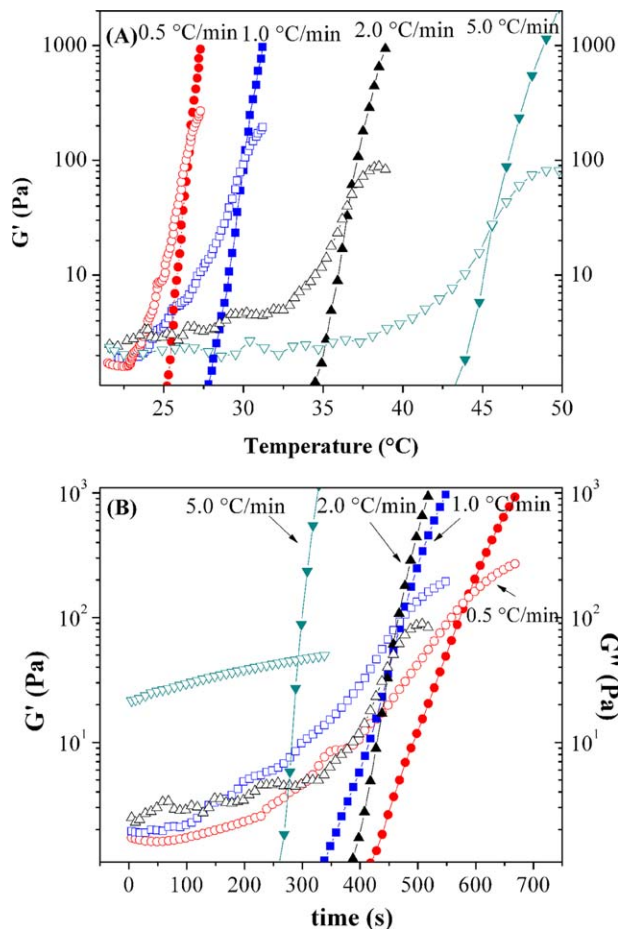 (A) 0.5 °C/min 1.0 °C/min 2.0 °C/min 5.0 °C/min
1000 1000
100 100
G' (Pa)
10 10
25 30 35 40 45 50
Temperature (°C)
(B) 5.0 °C/min 2.0 °C/min 1.0 °C/min
10³ 10³
0.5 °C/min
10² 10²
G' (Pa) G'' (Pa)
10¹ 10¹
0 100 200 300 400 500 600 700
time (s)